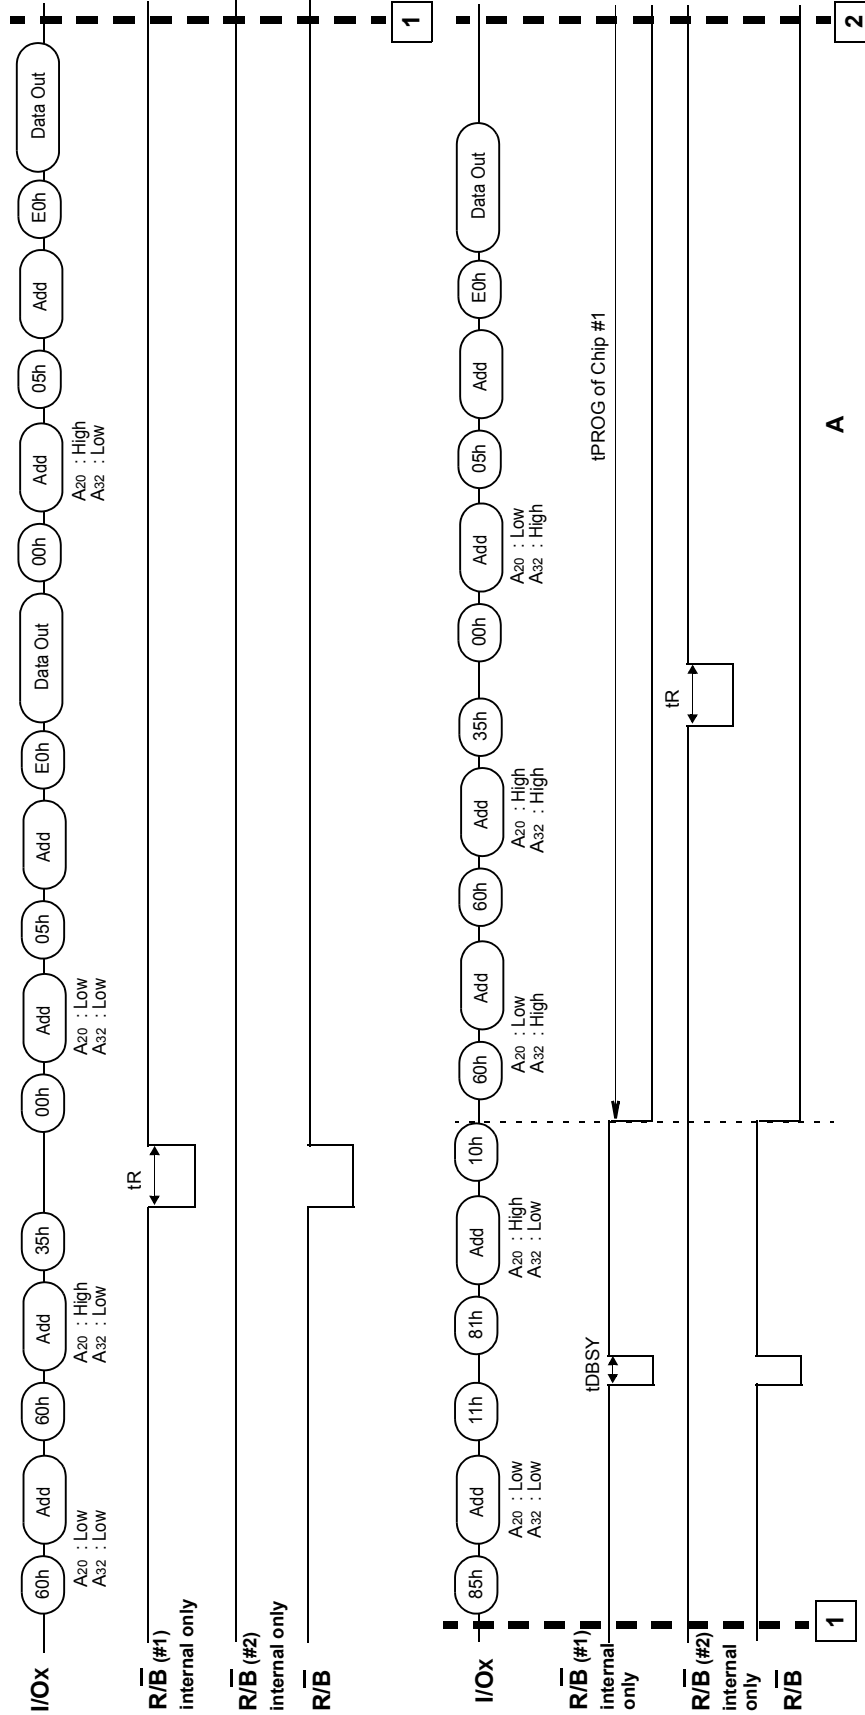 I/Ox
60h Add 60h Add 35h 00h Add 05h Add E0h Data Out 00h Add 05h Add E0h Data Out
A20 : Low A20 : High A20 : Low A20 : High
A32 : Low A32 : Low A32 : Low A32 : Low
tR
R/B (#1)
internal only
R/B (#2)
internal only
R/B
1
I/Ox
85h Add 11h 81h Add 10h 60h Add 60h Add 35h 00h Add 05h Add E0h Data Out
A20 : Low A20 : High A20 : Low A20 : High A20 : Low
A32 : Low A32 : Low A32 : High A32 : High A32 : High
tDBSY tPROG of Chip #1
R/B (#1)
internal
only
tR
R/B (#2)
internal
only
R/B
1 A 2